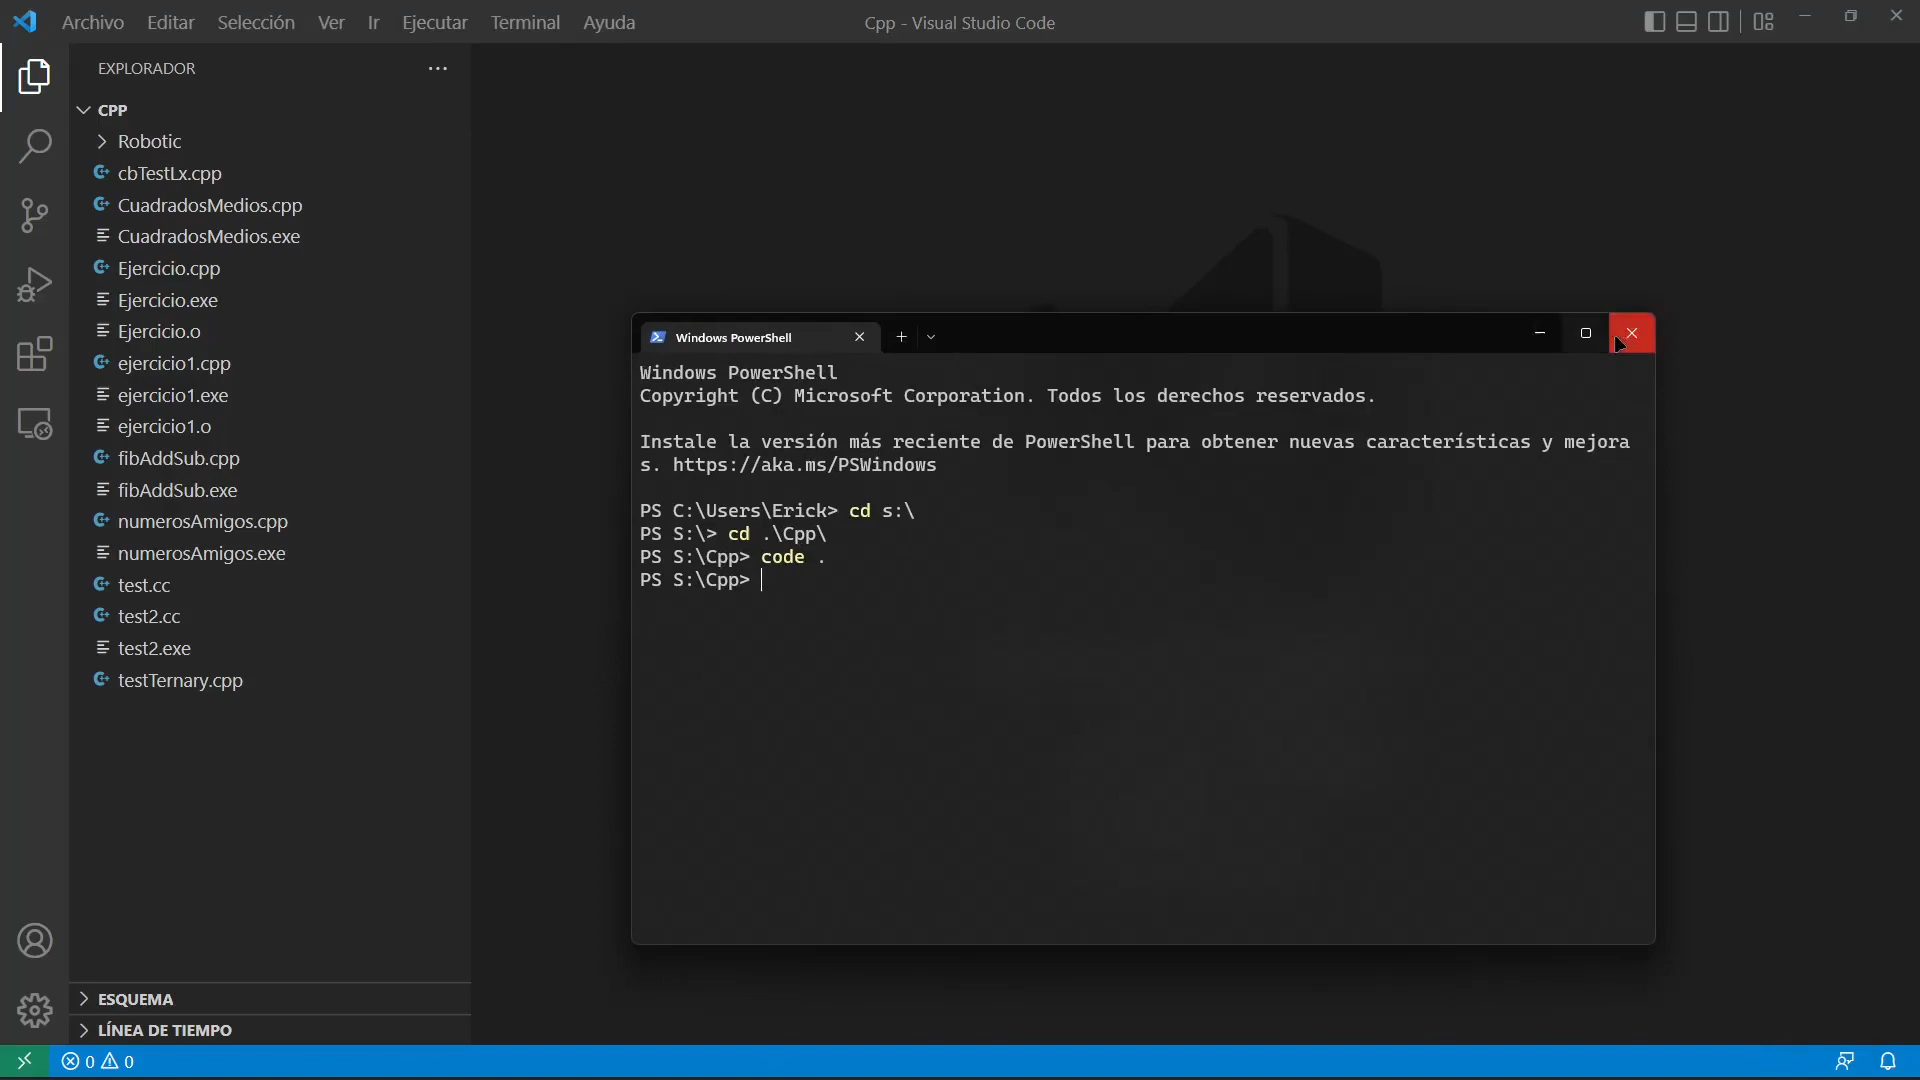 Archivo Editar Selección Ver Ir Ejecutar Terminal Ayuda
Cpp - Visual Studio Code
EXPLORADOR
CPP
Robotic
cbTestLx.cpp
CuadradosMedios.cpp
CuadradosMedios.exe
Ejercicio.cpp
Ejercicio.exe
Ejercicio.o
ejercicio1.cpp
ejercicio1.exe
ejercicio1.o
fibAddSub.cpp
fibAddSub.exe
numerosAmigos.cpp
numerosAmigos.exe
test.cc
test2.cc
test2.exe
testTernary.cpp
ESQUEMA
LÍNEA DE TIEMPO
0 0
Windows PowerShell
Windows PowerShell
Copyright (C) Microsoft Corporation. Todos los derechos reservados.
Instale la versión más reciente de PowerShell para obtener nuevas características y mejora
s. https://aka.ms/PSWindows
PS C:\Users\Erick> cd s:\
PS S:\> cd .\Cpp\
PS S:\Cpp> code .
PS S:\Cpp>